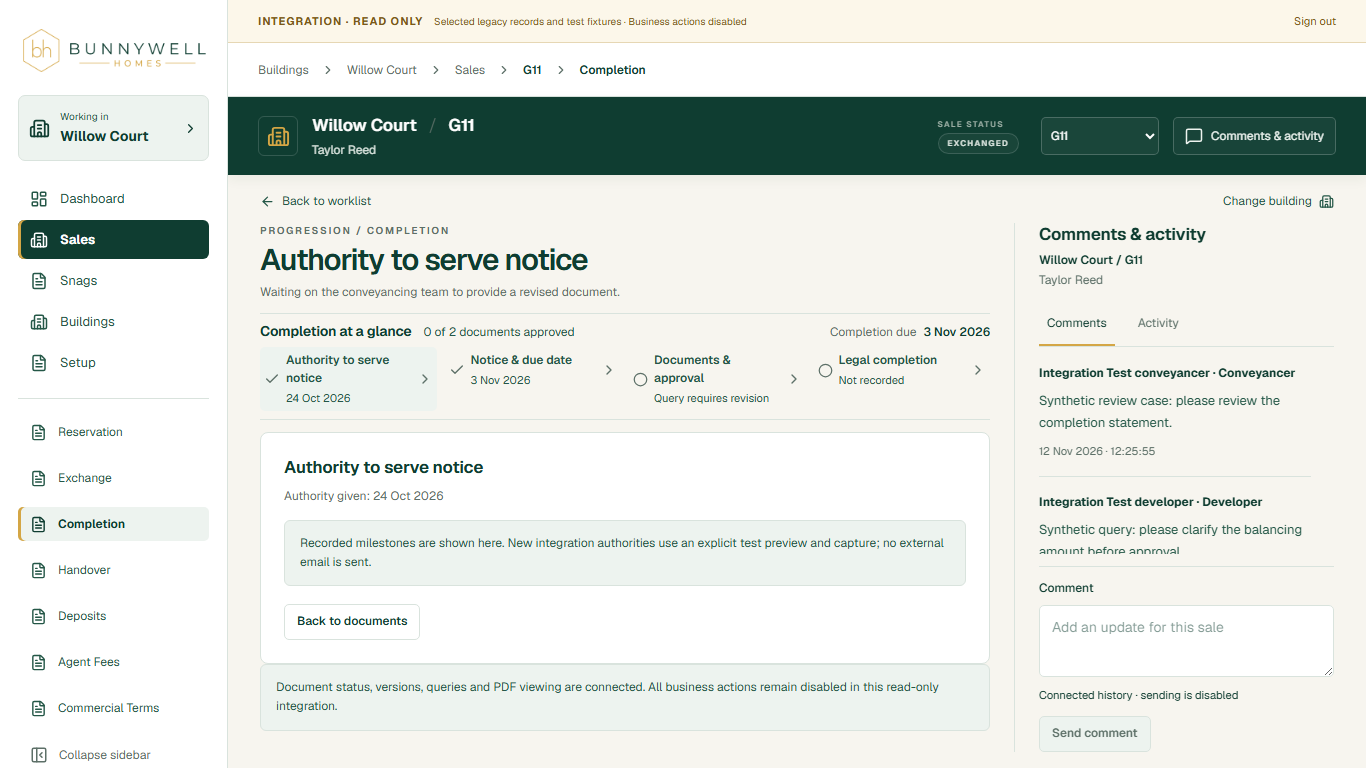 bh BUNNYWELL
HOMES
Working in
Willow Court
Dashboard
Sales
Snags
Buildings
Setup
Reservation
Exchange
Completion
Handover
Deposits
Agent Fees
Commercial Terms
Collapse sidebar
INTEGRATION · READ ONLY Selected legacy records and test fixtures · Business actions disabled Sign out
Buildings > Willow Court > Sales > G11 > Completion
Willow Court / G11
Taylor Reed
SALE STATUS
EXCHANGED
G11
Comments & activity
Back to worklist
Change building
PROGRESSION / COMPLETION
Authority to serve notice
Waiting on the conveyancing team to provide a revised document.
Completion at a glance 0 of 2 documents approved Completion due 3 Nov 2026
Authority to serve
notice
24 Oct 2026
Notice & due date
3 Nov 2026
Documents &
approval
Query requires revision
Legal completion
Not recorded
Authority to serve notice
Authority given: 24 Oct 2026
Recorded milestones are shown here. New integration authorities use an explicit test preview and capture; no external
email is sent.
Back to documents
Document status, versions, queries and PDF viewing are connected. All business actions remain disabled in this read-only
integration.
Comments & activity
Willow Court / G11
Taylor Reed
Comments Activity
Integration Test conveyancer · Conveyancer
Synthetic review case: please review the
completion statement.
12 Nov 2026 · 12:25:55
Integration Test developer · Developer
Synthetic query: please clarify the balancing
amount before approval
Comment
Add an update for this sale
Connected history · sending is disabled
Send comment